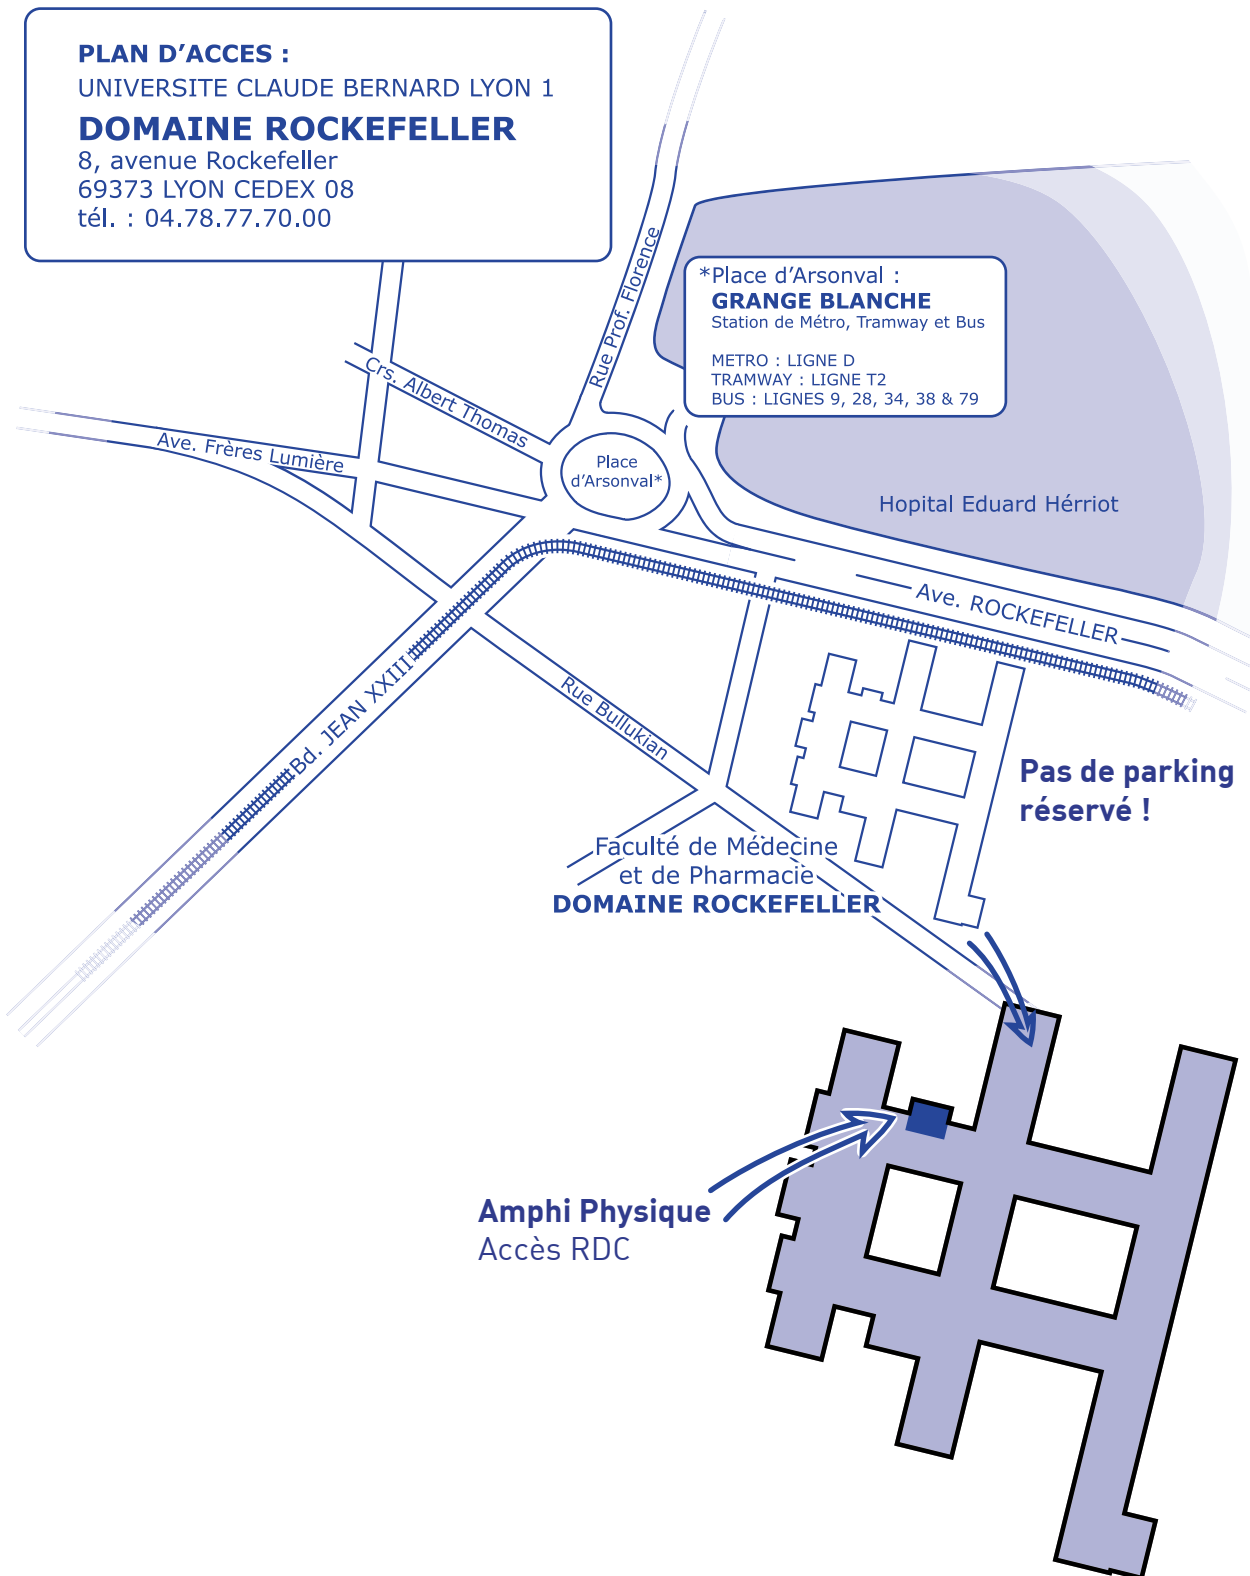 PLAN D'ACCES :
UNIVERSITE CLAUDE BERNARD LYON 1
DOMAINE ROCKEFELLER
8, avenue Rockefeller
69373 LYON CEDEX 08
tél. : 04.78.77.70.00
Rue Prof. Florence
*Place d'Arsonval :
GRANGE BLANCHE
Station de Métro, Tramway et Bus
METRO : LIGNE D
TRAMWAY : LIGNE T2
BUS : LIGNES 9, 28, 34, 38 & 79
Crs. Albert Thomas
Ave. Frères Lumière
Place
d'Arsonval*
Hopital Eduard Hérriot
Ave. ROCKEFELLER
Bd. JEAN XXIII
Rue Bullukian
Pas de parking
réservé !
Faculté de Médecine
et de Pharmacie
DOMAINE ROCKEFELLER
Amphi Physique
Accès RDC